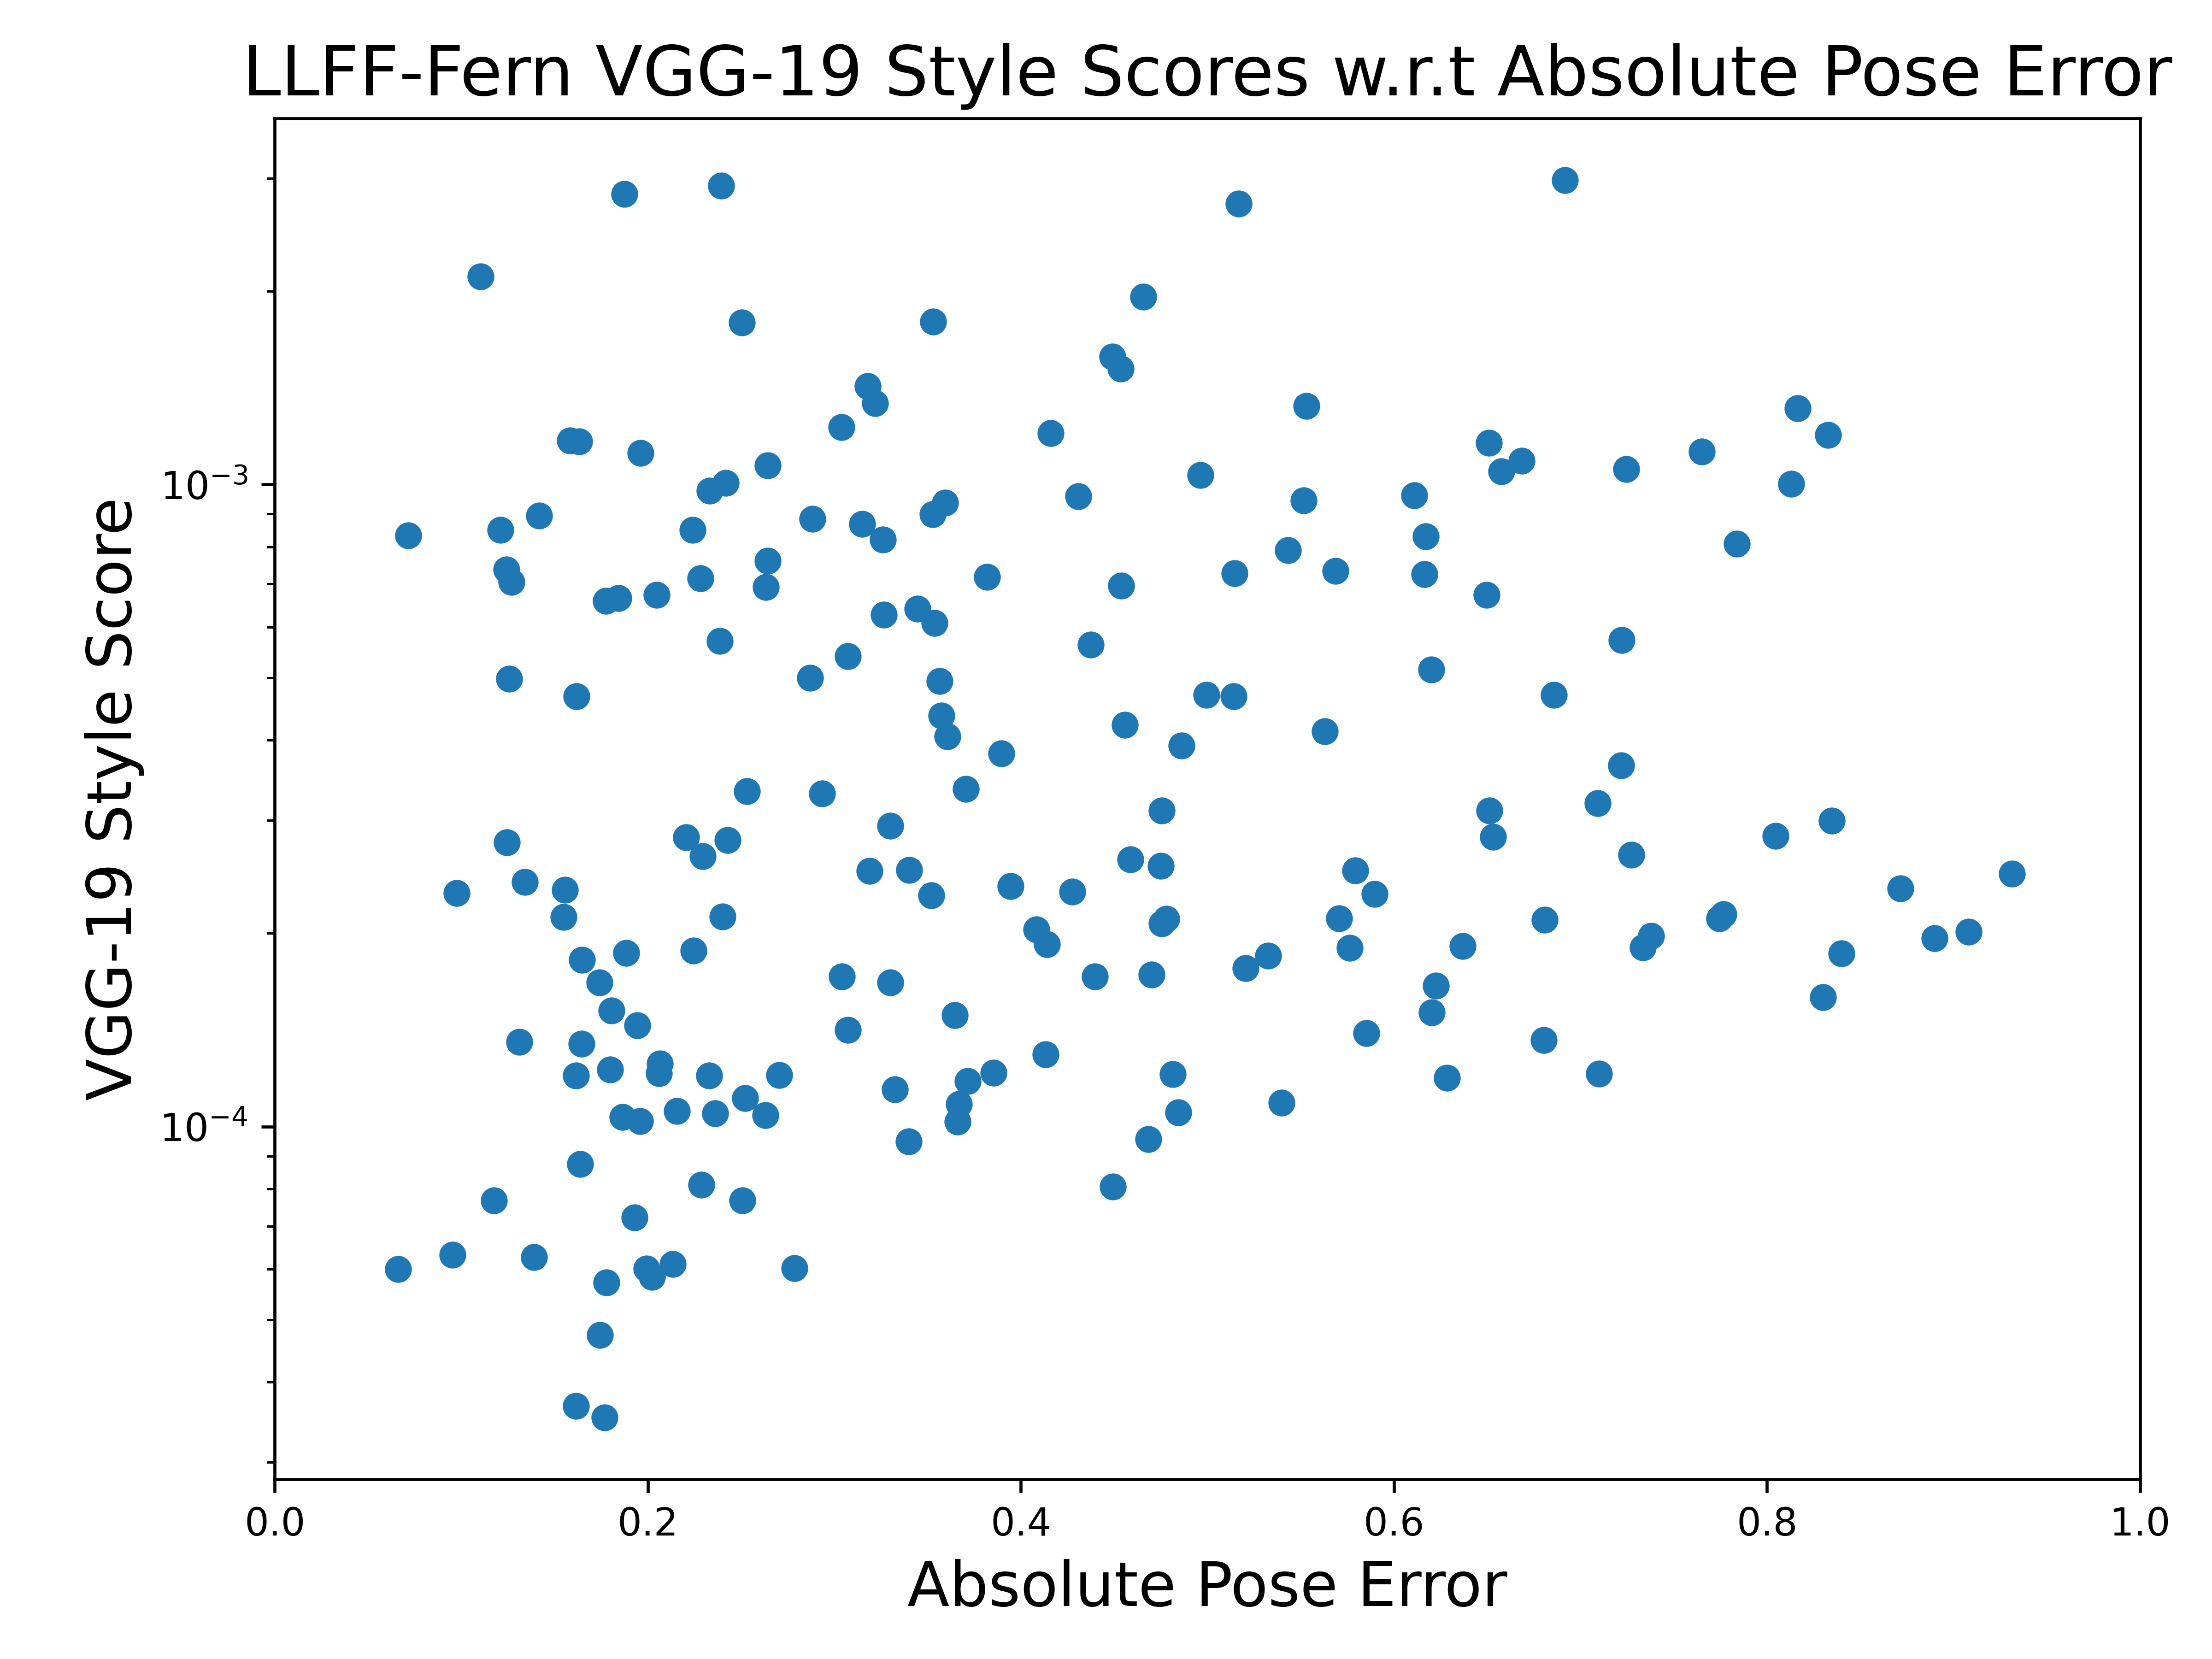 LLFF-Fern VGG-19 Style Scores w.r.t Absolute Pose Error
VGG-19 Style Score
10⁻³
10⁻⁴
0.0 0.2 0.4 0.6 0.8 1.0
Absolute Pose Error